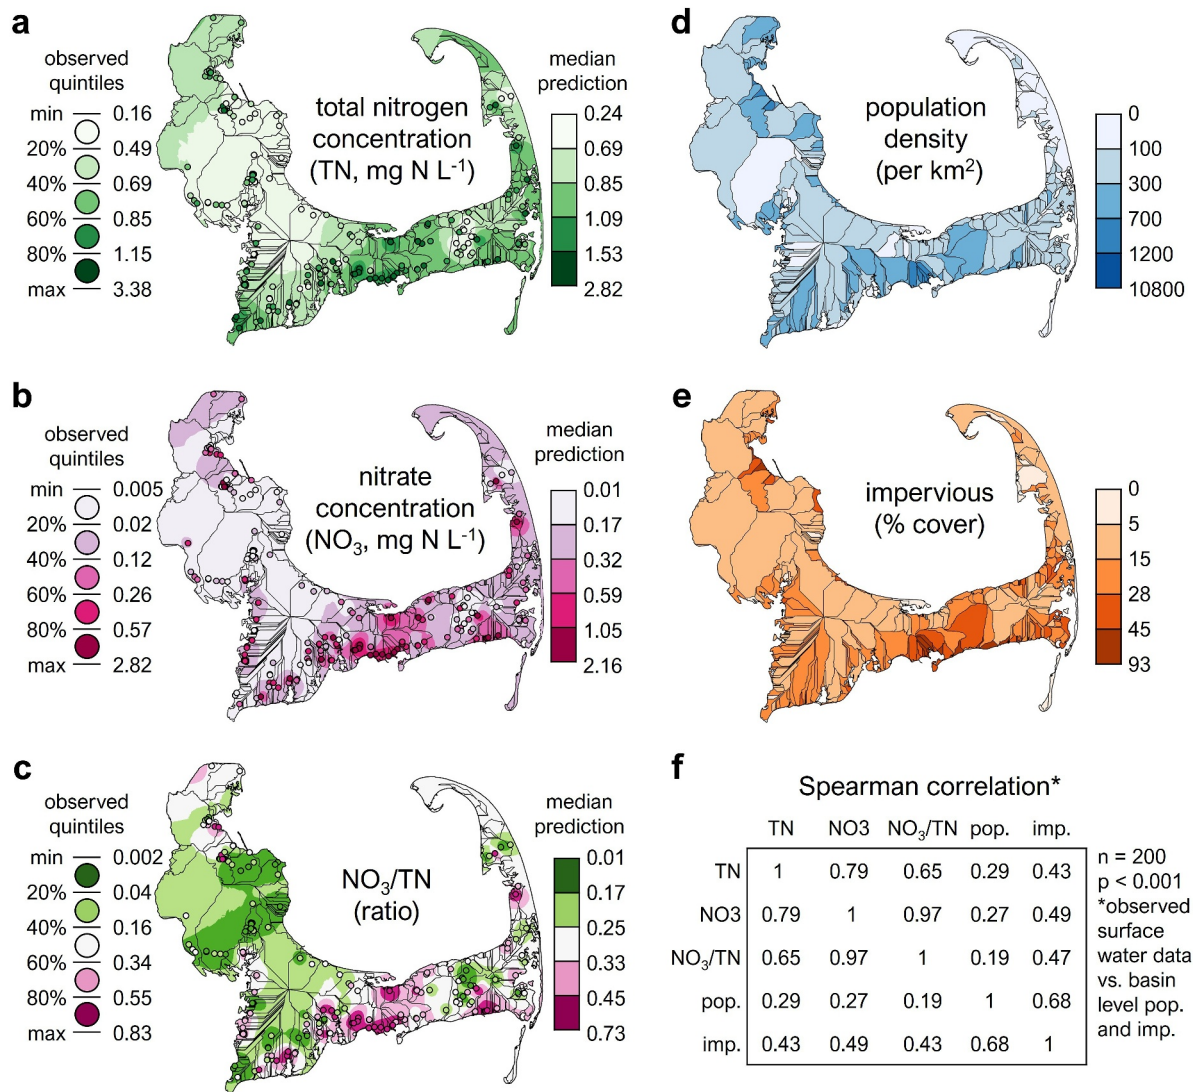 a
observed
quintiles
min 0.16
20% 0.49
40% 0.69
60% 0.85
80% 1.15
max 3.38
total nitrogen
concentration
(TN, mg N L-1)
median
prediction
0.24
0.69
0.85
1.09
1.53
2.82
d
population
density
(per km2)
0
100
300
700
1200
10800
b
observed
quintiles
min 0.005
20% 0.02
40% 0.12
60% 0.26
80% 0.57
max 2.82
nitrate
concentration
(NO3, mg N L-1)
median
prediction
0.01
0.17
0.32
0.59
1.05
2.16
e
impervious
(% cover)
0
5
15
28
45
93
c
observed
quintiles
min 0.002
20% 0.04
40% 0.16
60% 0.34
80% 0.55
max 0.83
NO3/TN
(ratio)
median
prediction
0.01
0.17
0.25
0.33
0.45
0.73
f
Spearman correlation*
TN NO3 NO3/TN pop. imp.
TN 1 0.79 0.65 0.29 0.43
NO3 0.79 1 0.97 0.27 0.49
NO3/TN 0.65 0.97 1 0.19 0.47
pop. 0.29 0.27 0.19 1 0.68
imp. 0.43 0.49 0.43 0.68 1
n = 200
p < 0.001
*observed
surface
water data
vs. basin
level pop.
and imp.